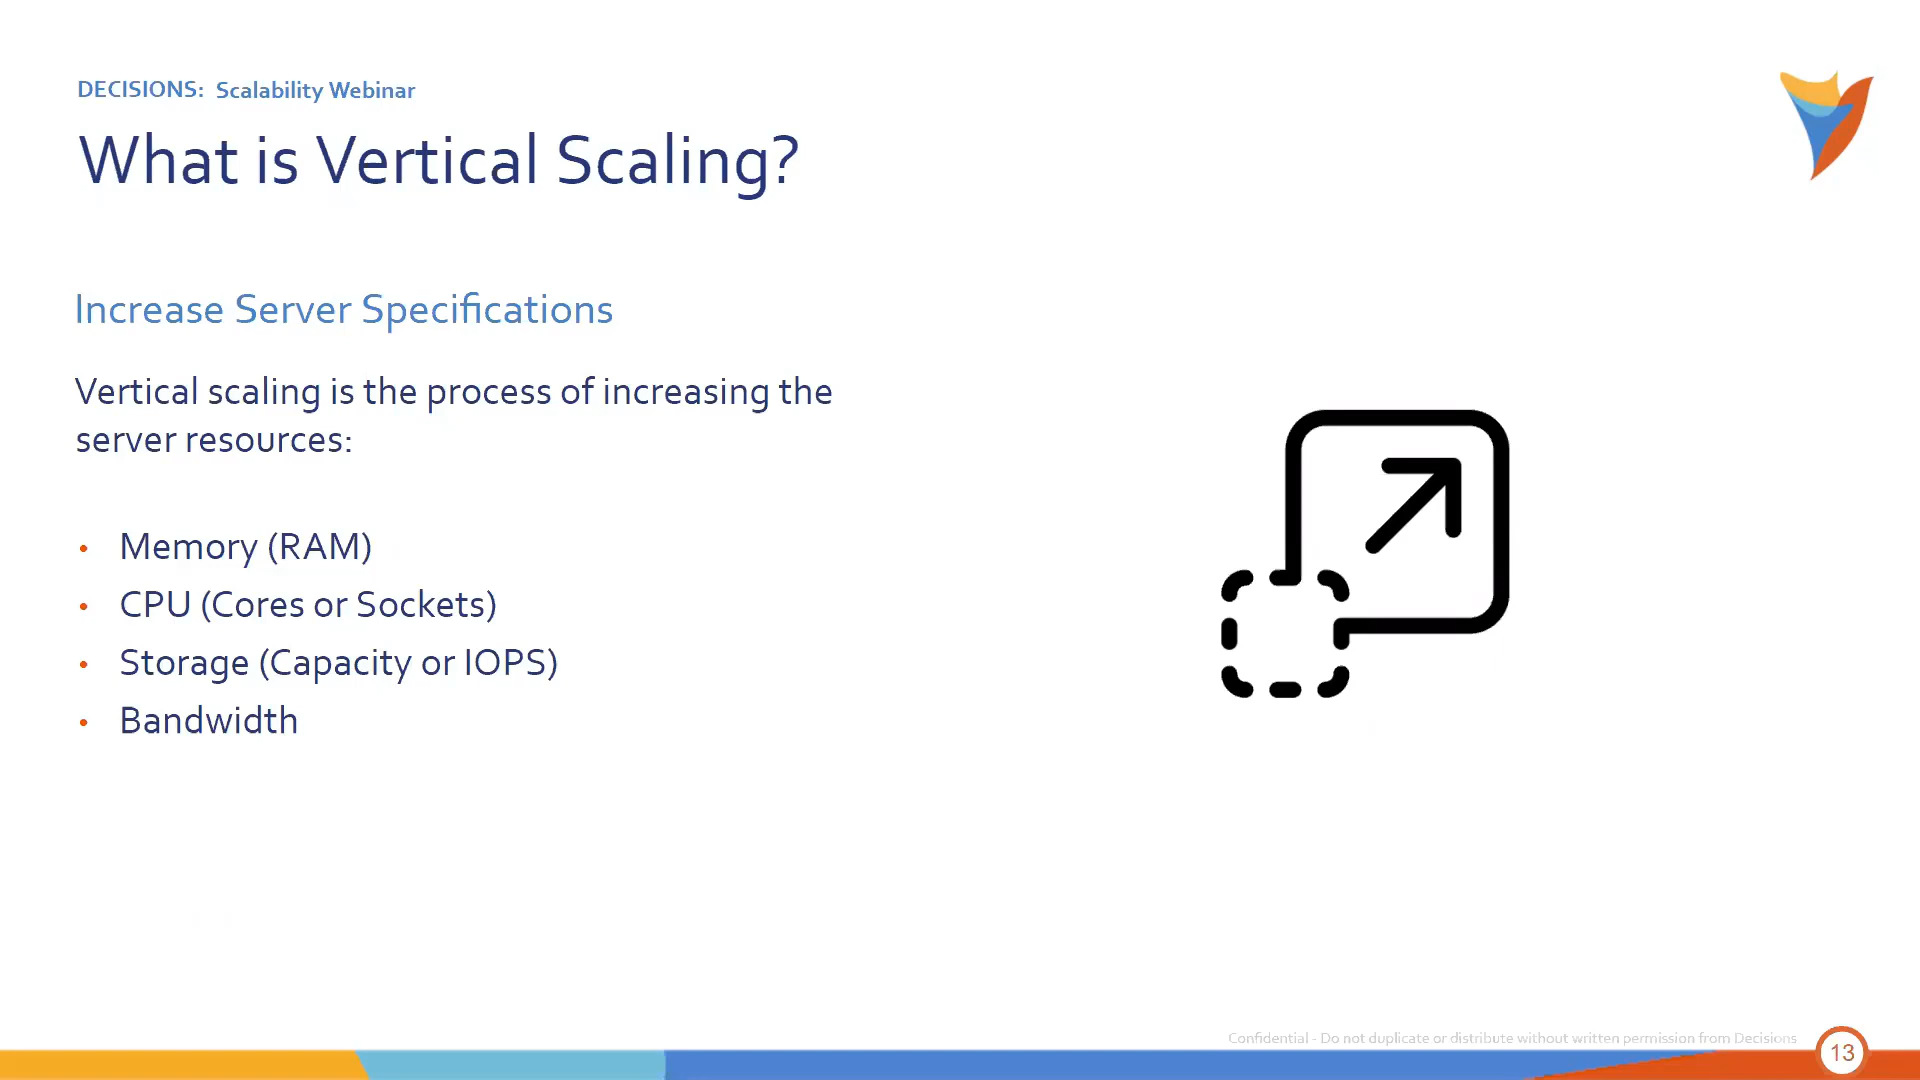 DECISIONS: Scalability Webinar
What is Vertical Scaling?
Increase Server Specifications
Vertical scaling is the process of increasing the
server resources:
• Memory (RAM)
• CPU (Cores or Sockets)
• Storage (Capacity or IOPS)
• Bandwidth
Confidential - Do not duplicate or distribute without written permission from Decisions
13